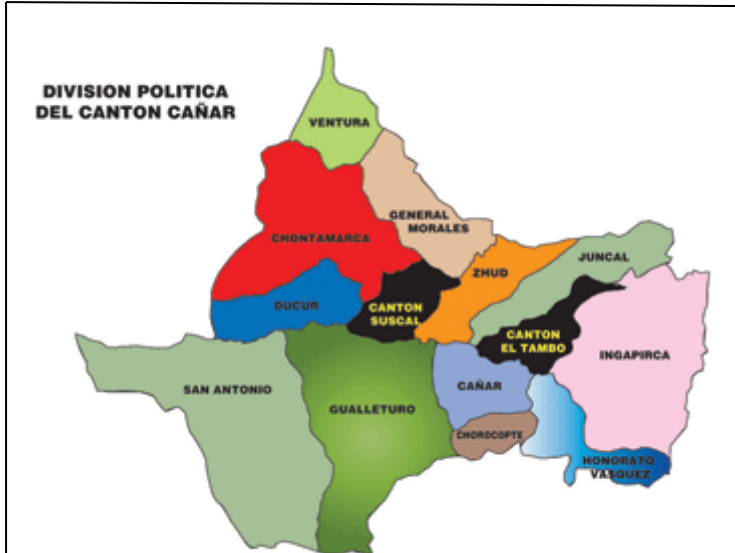 DIVISION POLITICA
DEL CANTON CAÑAR
VENTURA
GENERAL
MORALES
CHONTAMARCA
ZHUD
JUNCAL
DUCUR
CANTON
SUSCAL
CANTON
EL TAMBO
INGAPIRCA
SAN ANTONIO
GUALLETURO
CAÑAR
CHOROCOPTE
HONORATO
VASQUEZ